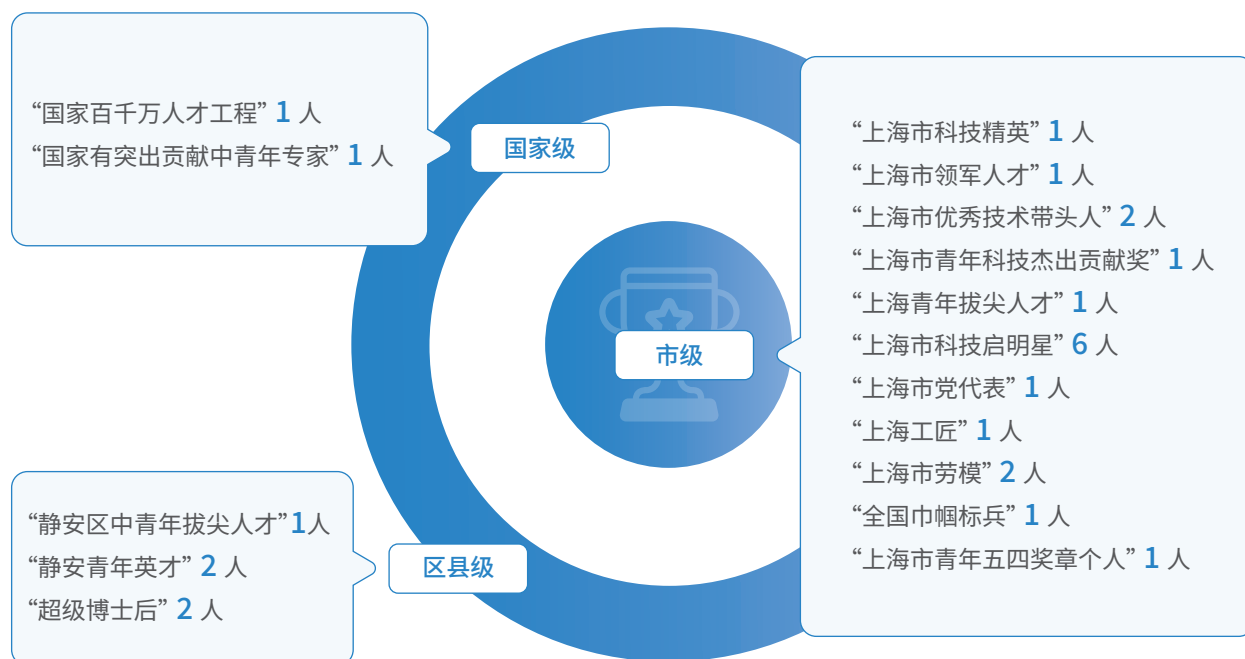 “国家百千万人才工程” 1 人
“国家有突出贡献中青年专家” 1 人
国家级
“上海市科技精英” 1 人
“上海市领军人才” 1 人
“上海市优秀技术带头人” 2 人
“上海市青年科技杰出贡献奖” 1 人
“上海青年拔尖人才” 1 人
“上海市科技启明星” 6 人
“上海市党代表” 1 人
“上海工匠” 1 人
“上海市劳模” 2 人
“全国巾帼标兵” 1 人
“上海市青年五四奖章个人” 1 人
市级
“静安区中青年拔尖人才”1人
“静安青年英才” 2 人
“超级博士后” 2 人
区县级